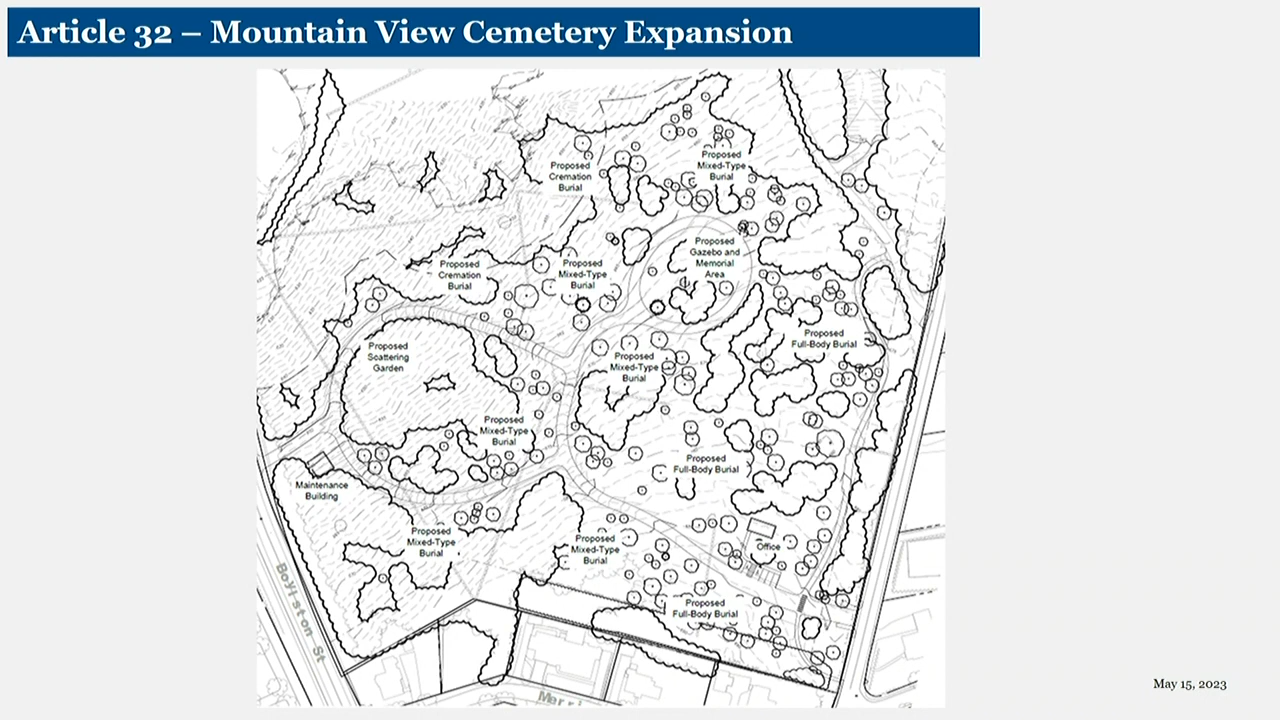 Article 32 – Mountain View Cemetery Expansion
Proposed
Cremation
Burial
Proposed
Mixed-Type
Burial
Proposed
Gazebo and
Memorial
Area
Proposed
Cremation
Burial
Proposed
Mixed-Type
Burial
Proposed
Full-Body Burial
Proposed
Scattering
Garden
Proposed
Mixed-Type
Burial
Proposed
Mixed-Type
Burial
Proposed
Full-Body Burial
Maintenance
Building
Proposed
Mixed-Type
Burial
Proposed
Mixed-Type
Burial
Office
Proposed
Full-Body Burial
Boylston St
Merri
May 15, 2023